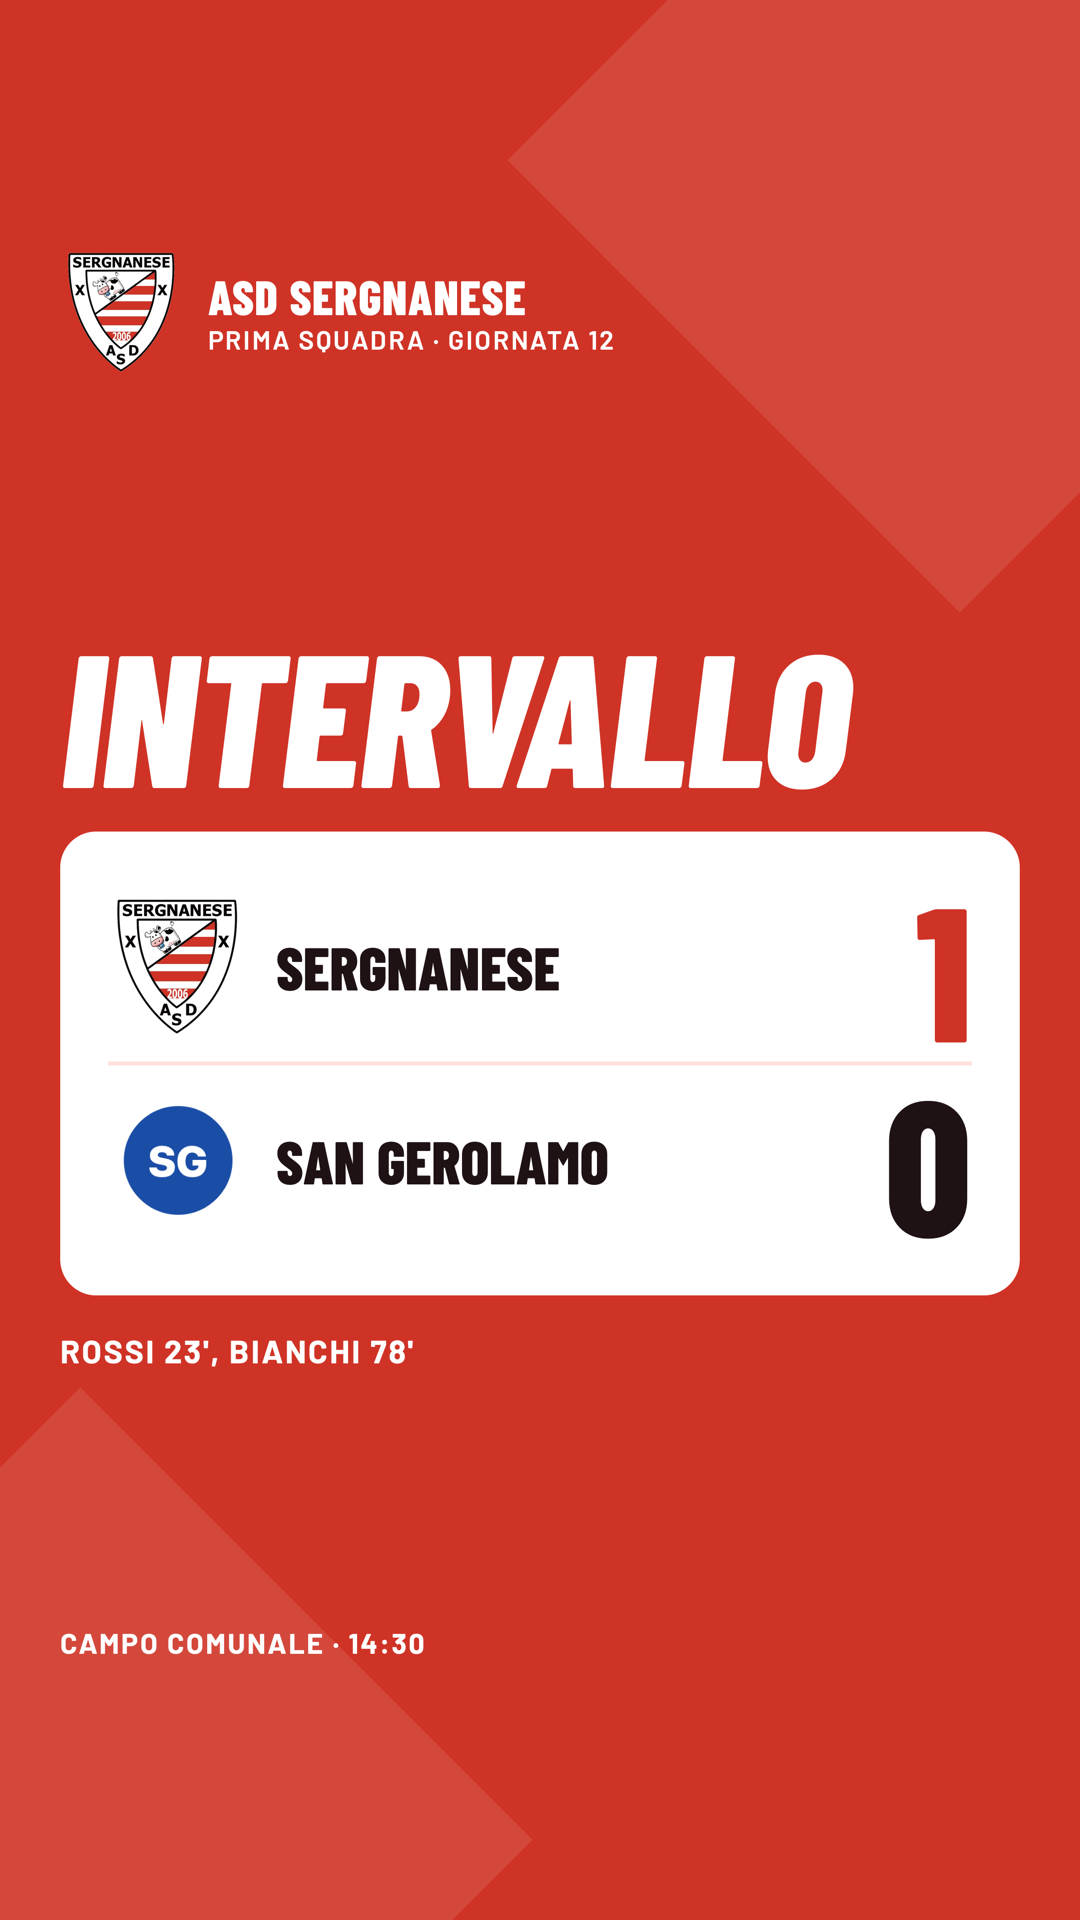 SERGNANESE
X X
2006
A S D
ASD SERGNANESE
PRIMA SQUADRA · GIORNATA 12
INTERVALLO
SERGNANESE
X X
2006
A S D
SERGNANESE
1
SG
SAN GEROLAMO
0
ROSSI 23', BIANCHI 78'
CAMPO COMUNALE · 14:30